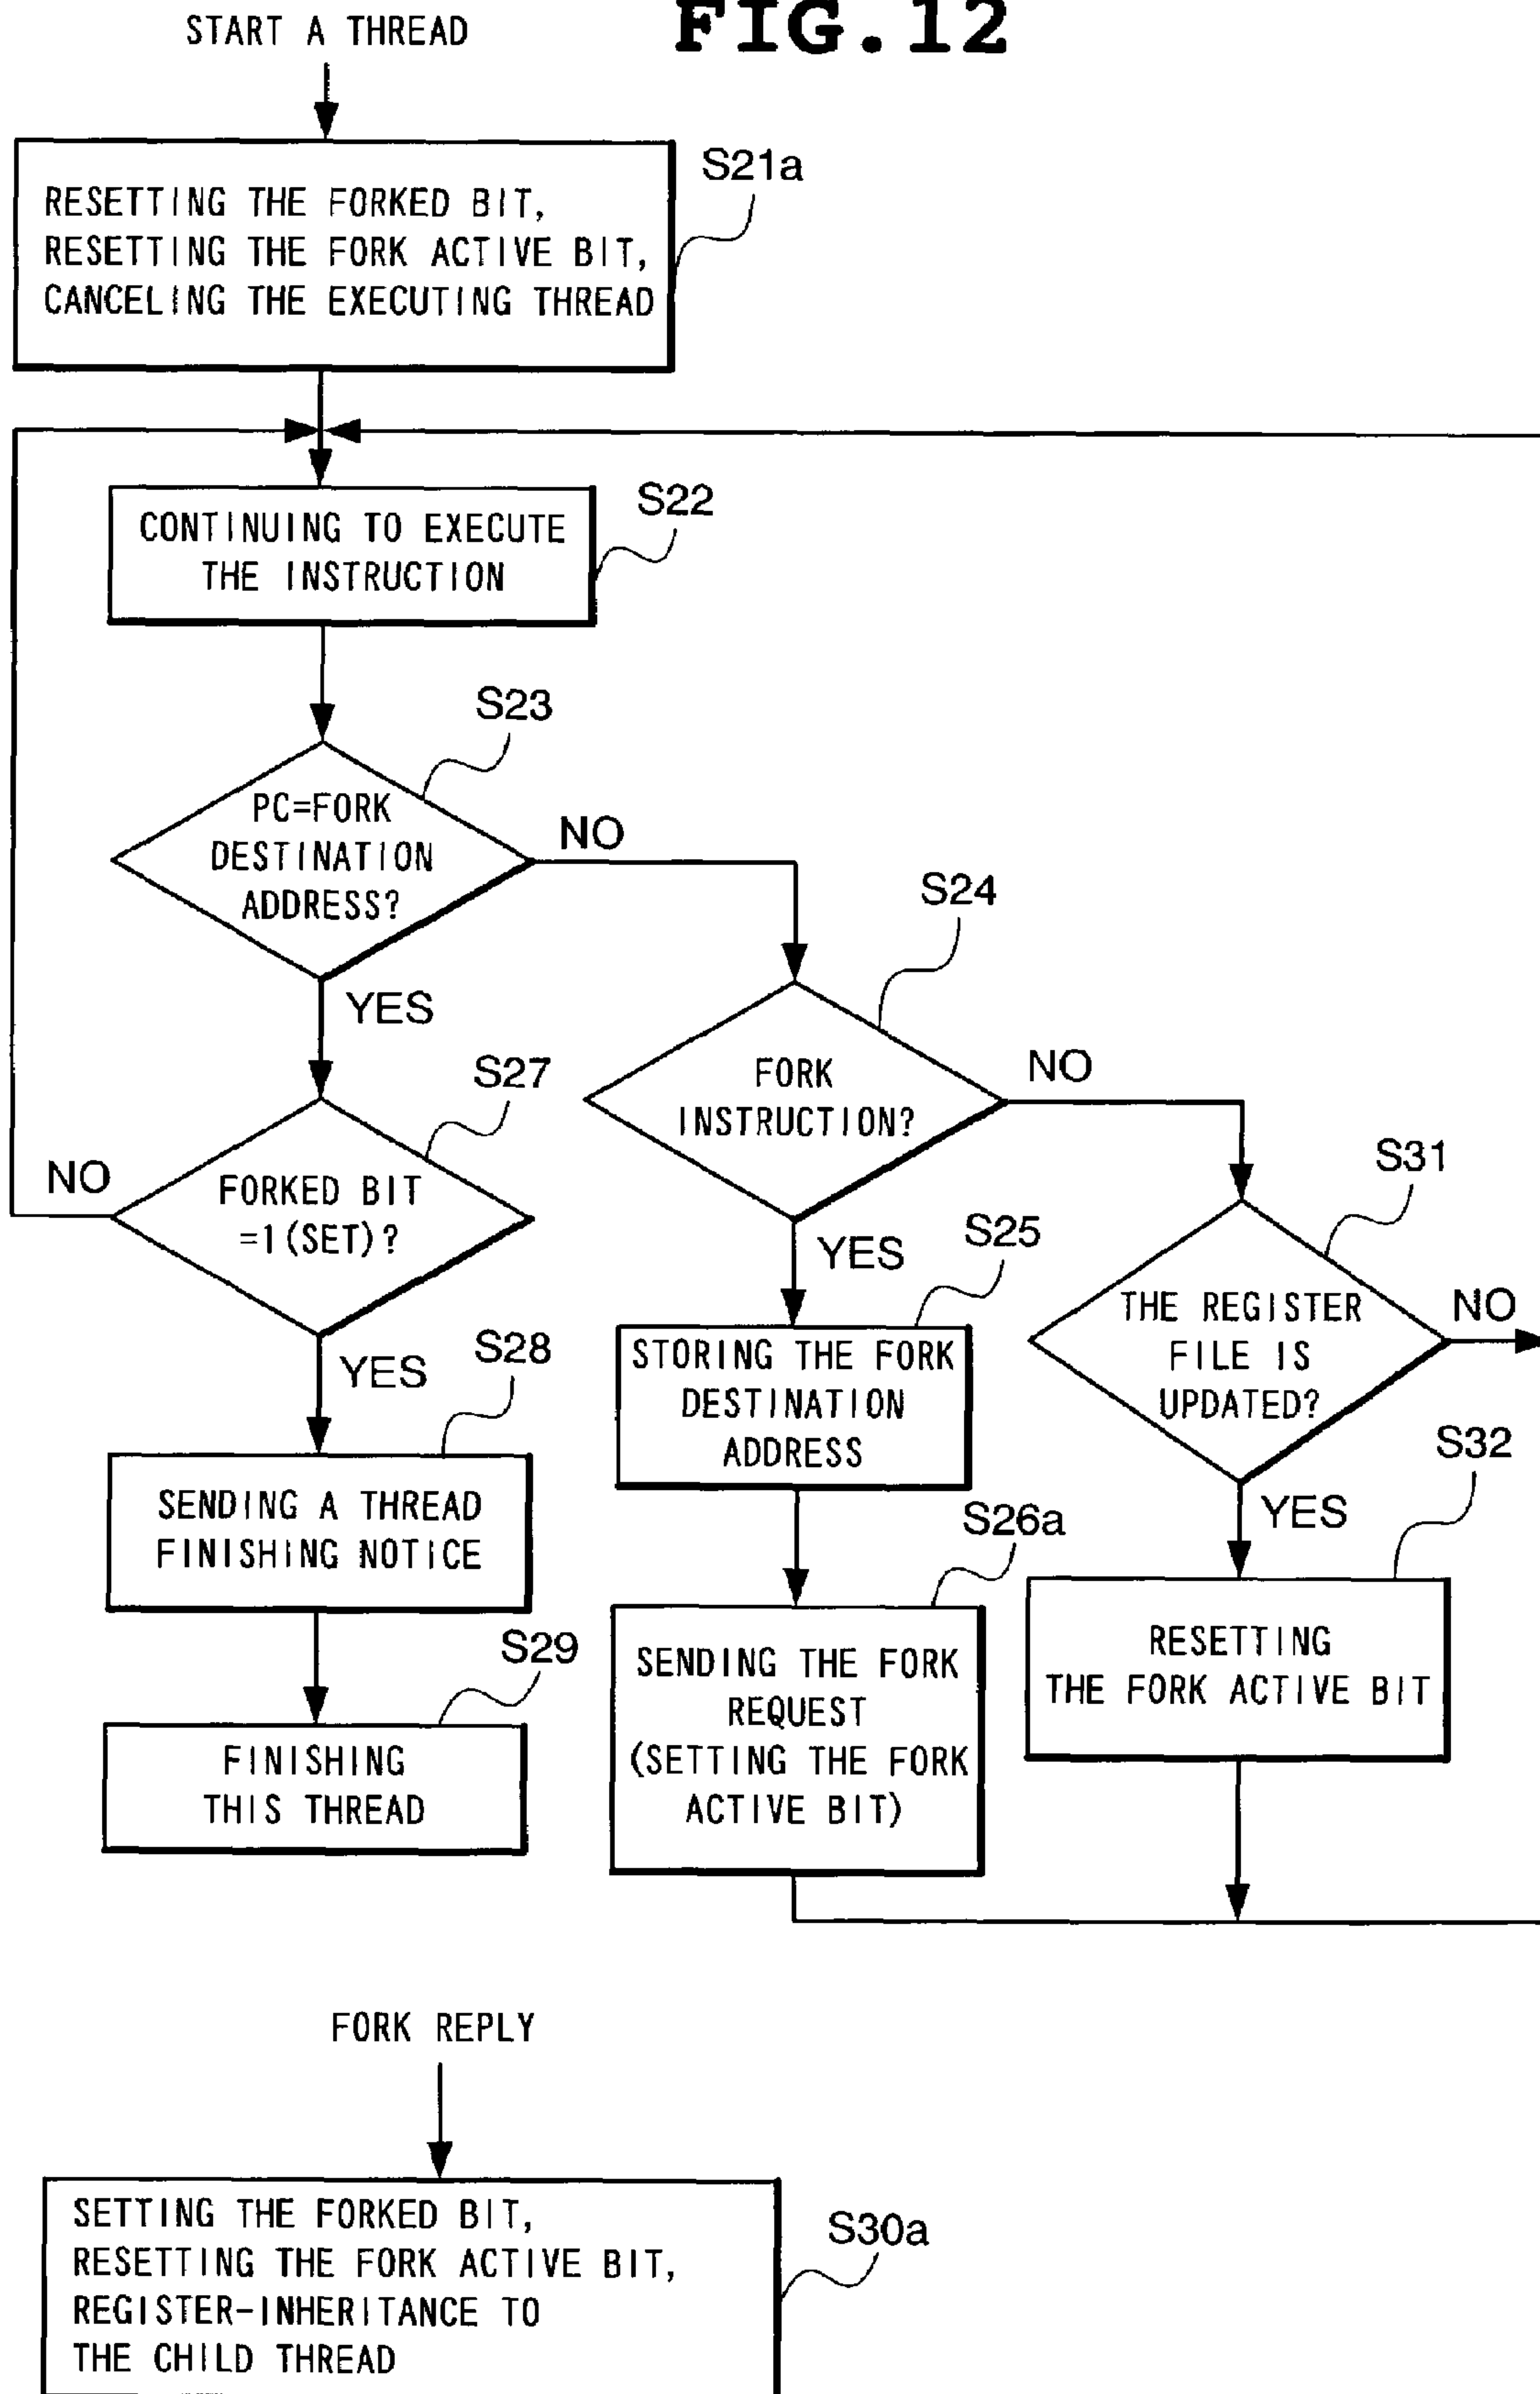 FIG.12
START A THREAD
RESETTING THE FORKED BIT,
RESETTING THE FORK ACTIVE BIT,
CANCELING THE EXECUTING THREAD
S21a
CONTINUING TO EXECUTE
THE INSTRUCTION
S22
PC=FORK
DESTINATION
ADDRESS?
S23
NO
YES
FORK
INSTRUCTION?
S24
NO
YES
FORKED BIT
=1(SET)?
S27
NO
YES
THE REGISTER
FILE IS
UPDATED?
S31
NO
YES
STORING THE FORK
DESTINATION
ADDRESS
S25
SENDING A THREAD
FINISHING NOTICE
S28
SENDING THE FORK
REQUEST
(SETTING THE FORK
ACTIVE BIT)
S26a
RESETTING
THE FORK ACTIVE BIT
S32
FINISHING
THIS THREAD
S29
FORK REPLY
SETTING THE FORKED BIT,
RESETTING THE FORK ACTIVE BIT,
REGISTER-INHERITANCE TO
THE CHILD THREAD
S30a